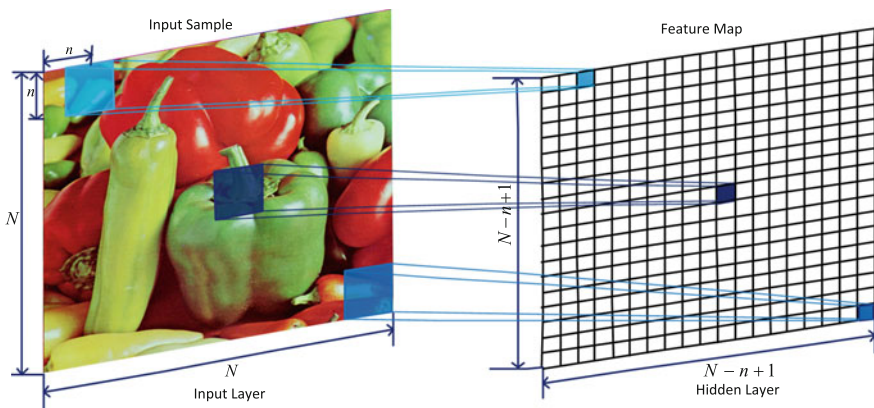 Input Sample
Feature Map
n
n
N
N − n+1
N
N − n +1
Input Layer
Hidden Layer